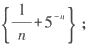 {1/n + 5⁻ⁿ};